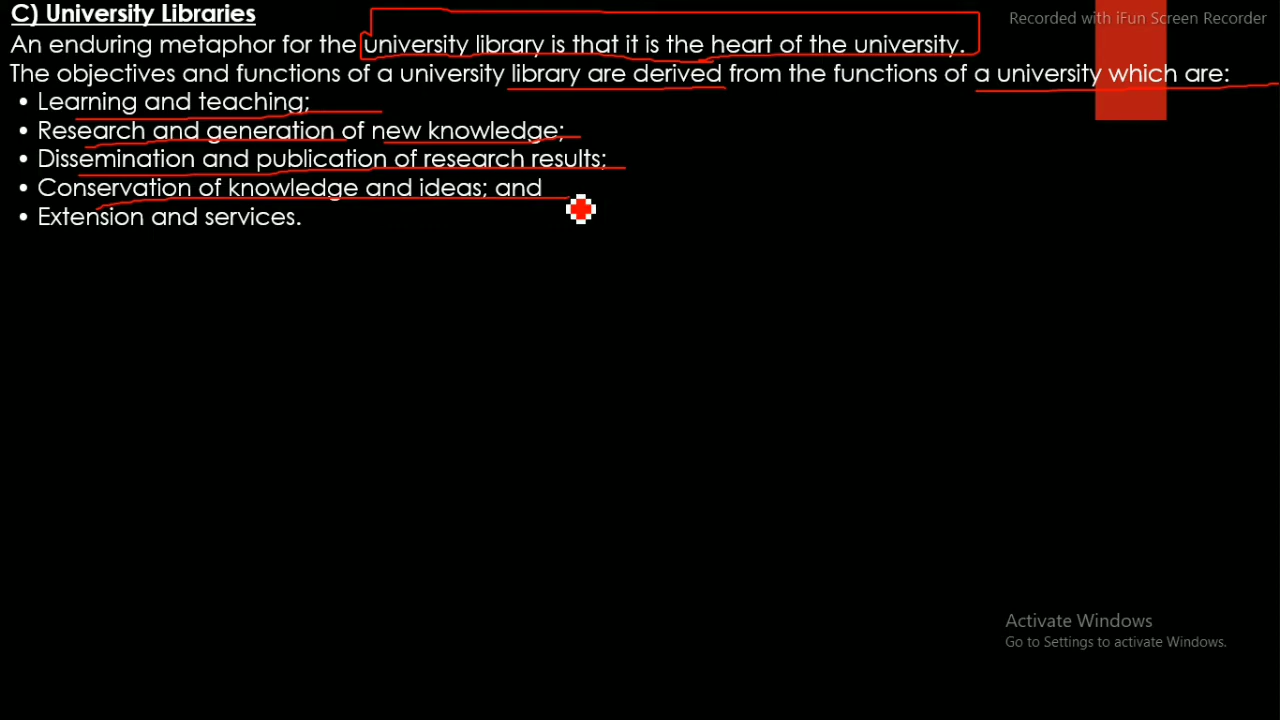 C) University Libraries
Recorded with iFun Screen Recorder
An enduring metaphor for the university library is that it is the heart of the university.
The objectives and functions of a university library are derived from the functions of a university which are:
• Learning and teaching;
• Research and generation of new knowledge;
• Dissemination and publication of research results;
• Conservation of knowledge and ideas; and
• Extension and services.
Activate Windows
Go to Settings to activate Windows.